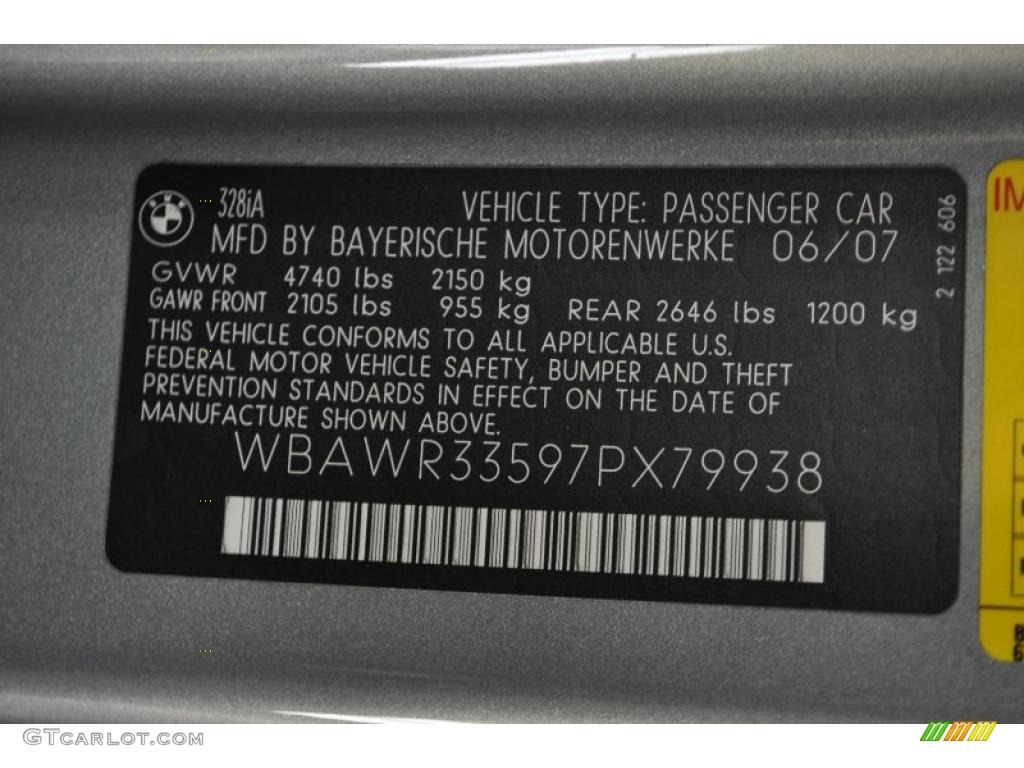 BMW
328iA VEHICLE TYPE: PASSENGER CAR
MFD BY BAYERISCHE MOTORENWERKE 06/07
GVWR 4740 lbs 2150 kg
GAWR FRONT 2105 lbs 955 kg REAR 2646 lbs 1200 kg
THIS VEHICLE CONFORMS TO ALL APPLICABLE U.S.
FEDERAL MOTOR VEHICLE SAFETY, BUMPER AND THEFT
PREVENTION STANDARDS IN EFFECT ON THE DATE OF
MANUFACTURE SHOWN ABOVE.
WBAWR33597PX79938
2 122 606
IM
GTcarlot.com